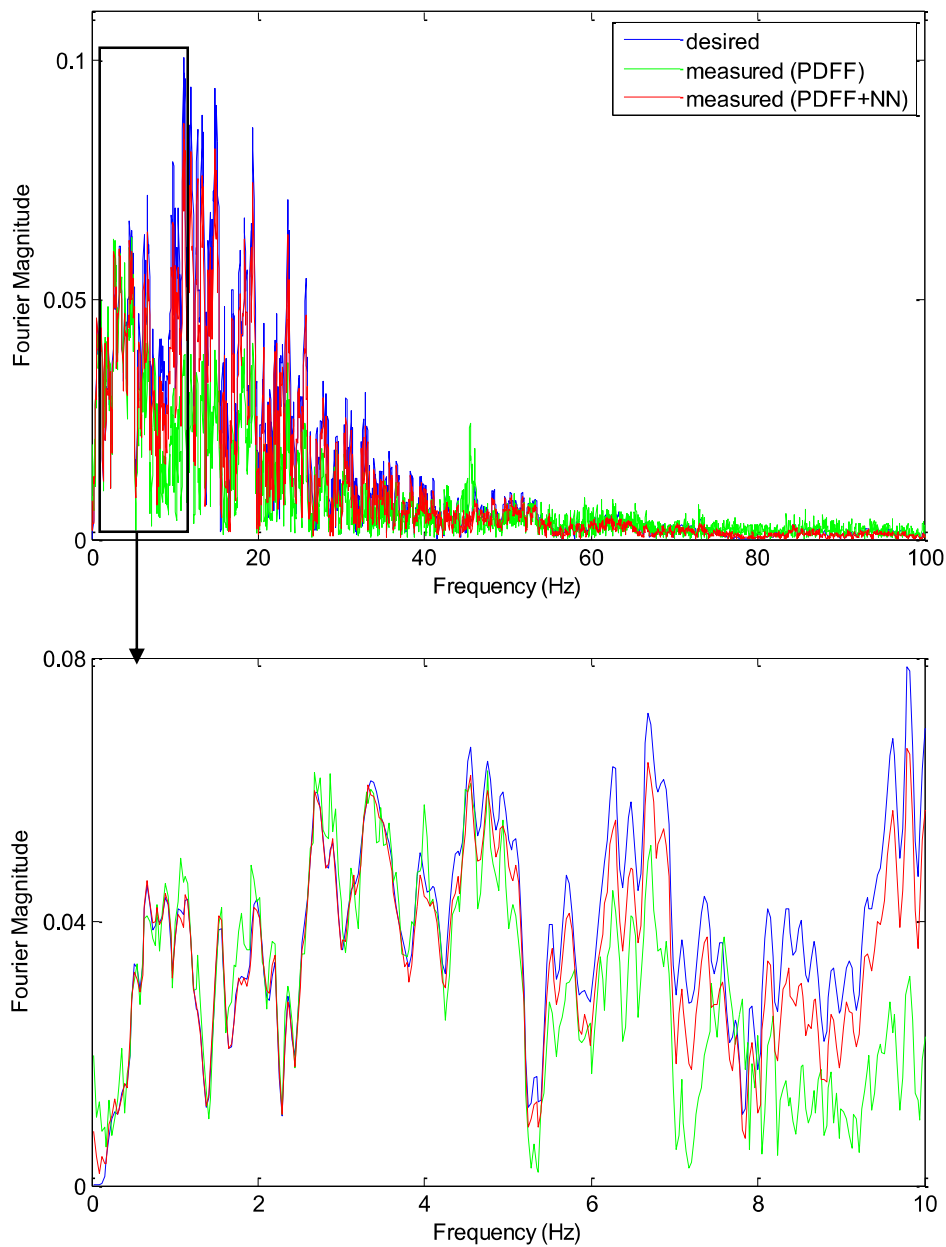 0.1
0.05
0
Fourier Magnitude
desired
measured (PDFF)
measured (PDFF+NN)
0 20 40 60 80 100
Frequency (Hz)
0.08
0.04
0
Fourier Magnitude
0 2 4 6 8 10
Frequency (Hz)